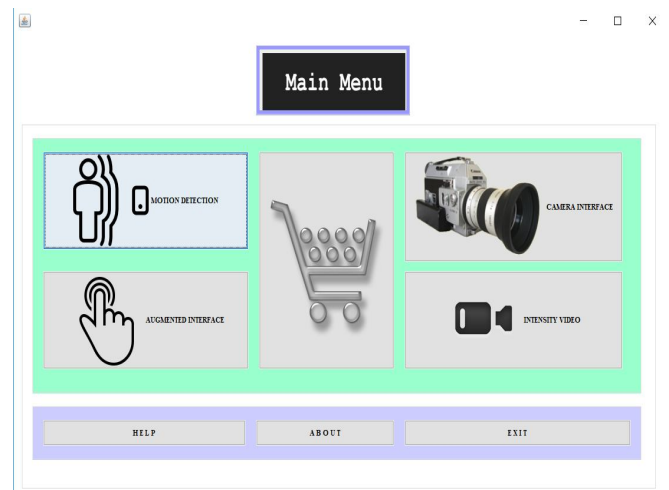 Main Menu
MOTION DETECTION
CAMERA INTERFACE
AUGMENTED INTERFACE
INTENSITY VIDEO
HELP
ABOUT
EXIT